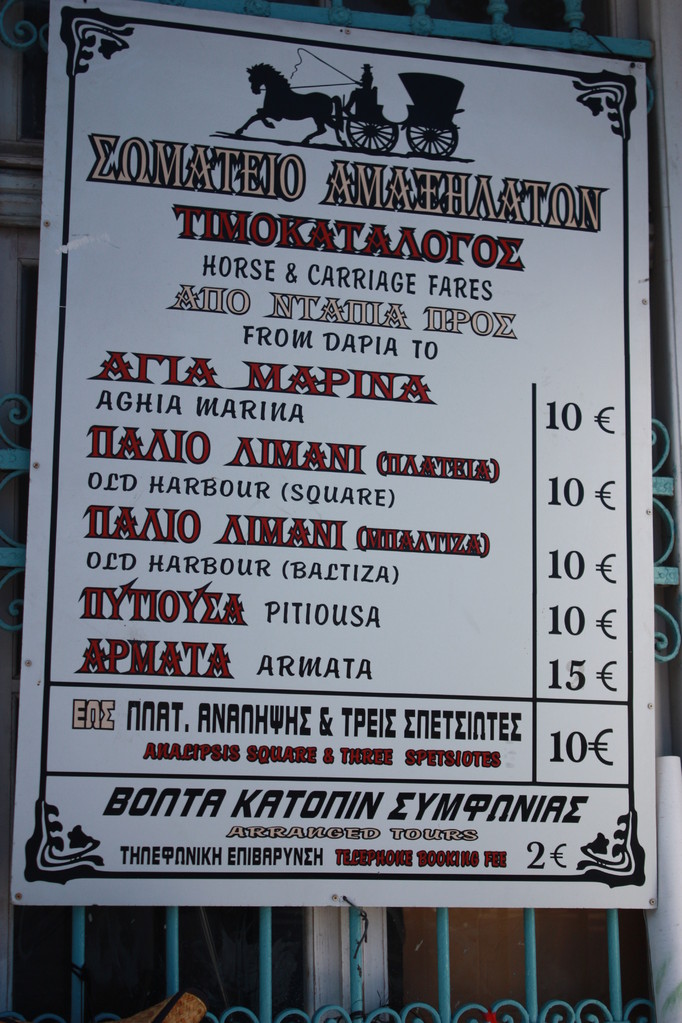 ΣΩΜΑΤΕΙΟ ΑΜΑΞΗΛΑΤΩΝ
ΤΙΜΟΚΑΤΑΛΟΓΟΣ
HORSE & CARRIAGE FARES
ΑΠΟ ΝΤΑΠΙΑ ΠΡΟΣ
FROM DAPIA TO
ΑΓΙΑ ΜΑΡΙΝΑ
AGHIA MARINA 10 €
ΠΑΛΙΟ ΛΙΜΑΝΙ (ΠΛΑΤΕΙΑ)
OLD HARBOUR (SQUARE) 10 €
ΠΑΛΙΟ ΛΙΜΑΝΙ (ΜΠΑΛΤΙΖΑ)
OLD HARBOUR (BALTIZA) 10 €
ΠΥΤΙΟΥΣΑ PITIOUSA 10 €
ΑΡΜΑΤΑ ARMATA 15 €
ΕΩΣ ΠΛΑΤ. ΑΝΑΛΗΨΗΣ & ΤΡΕΙΣ ΣΠΕΤΣΙΩΤΕΣ 10€
ANALIPSIS SQUARE & THREE SPETSIOTES
ΒΟΛΤΑ ΚΑΤΟΠΙΝ ΣΥΜΦΩΝΙΑΣ
ARRANGED TOURS
ΤΗΛΕΦΩΝΙΚΗ ΕΠΙΒΑΡΥΝΣΗ TELEPHONE BOOKING FEE 2 €